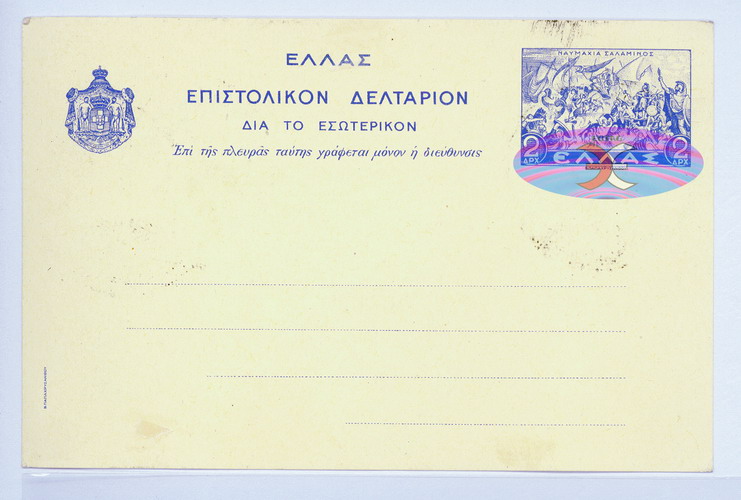 ΕΛΛΑΣ
ΕΠΙΣΤΟΛΙΚΟΝ ΔΕΛΤΑΡΙΟΝ
ΔΙΑ ΤΟ ΕΣΩΤΕΡΙΚΟΝ
Ἐπὶ τῆς πλευρᾶς ταύτης γράφεται μόνον ἡ διεύθυνσις
ΝΑΥΜΑΧΙΑ ΣΑΛΑΜΙΝΟΣ
2 ΕΛΛΑΣ 2
ΔΡΧ ΔΡΧ